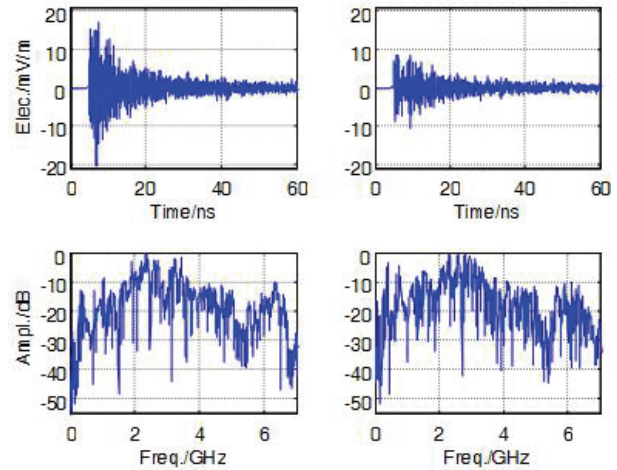 20 20
10 10
Elec./mV/m 0 0
-10 -10
-20 -20
0 20 40 60 0 20 40 60
Time/ns Time/ns
0 0
-10 -10
Ampl./dB -20 -20
-30 -30
-40 -40
-50 -50
0 2 4 6 0 2 4 6
Freq./GHz Freq./GHz